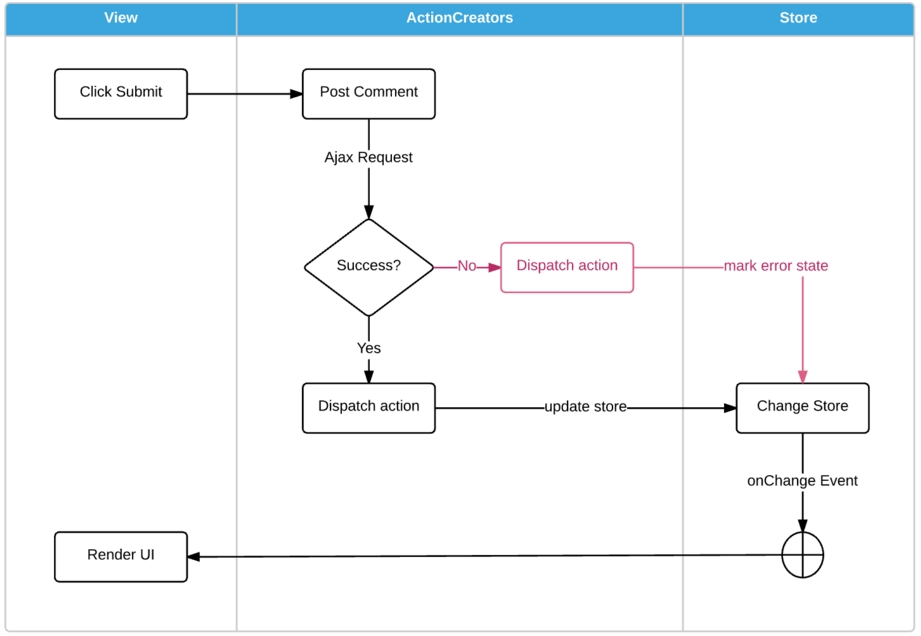 View
ActionCreators
Store
Click Submit
Post Comment
Ajax Request
Success?
No
Dispatch action
mark error state
Yes
Dispatch action
update store
Change Store
onChange Event
Render UI